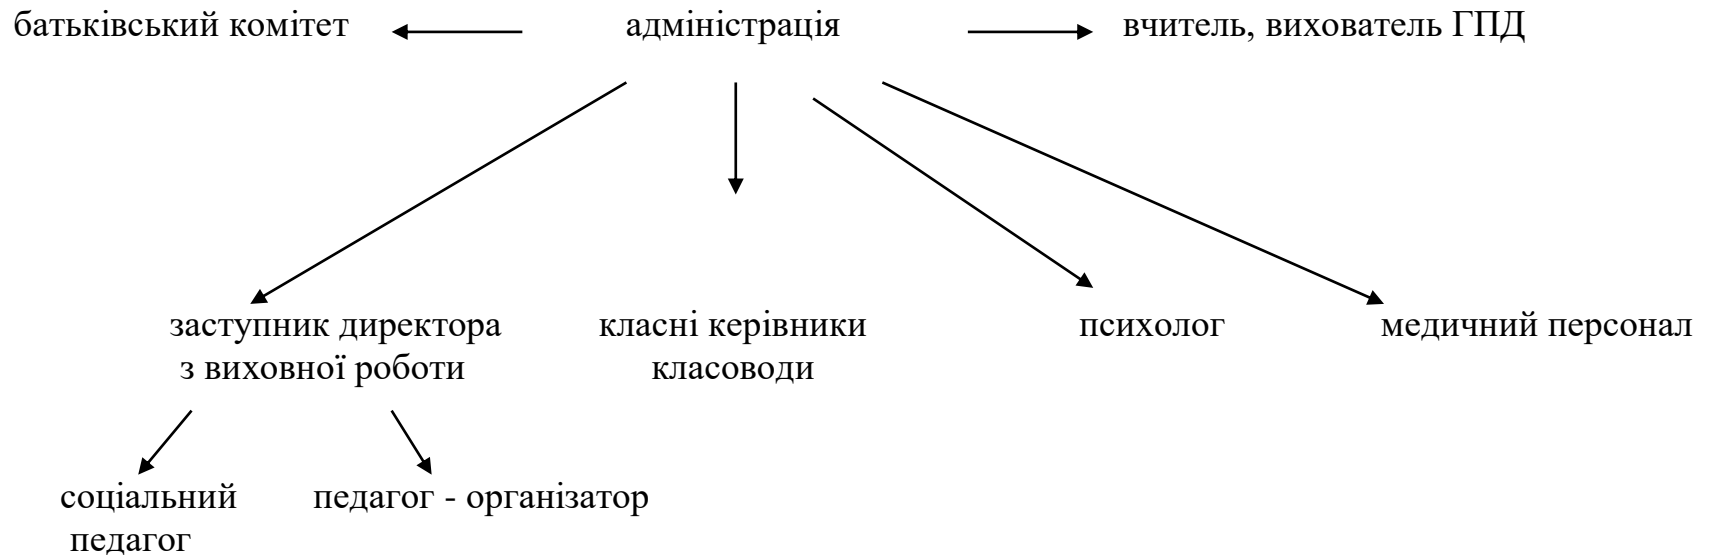 батьківський комітет адміністрація вчитель, вихователь ГПД
заступник директора класні керівники психолог медичний персонал
з виховної роботи класоводи
соціальний педагог - організатор
педагог